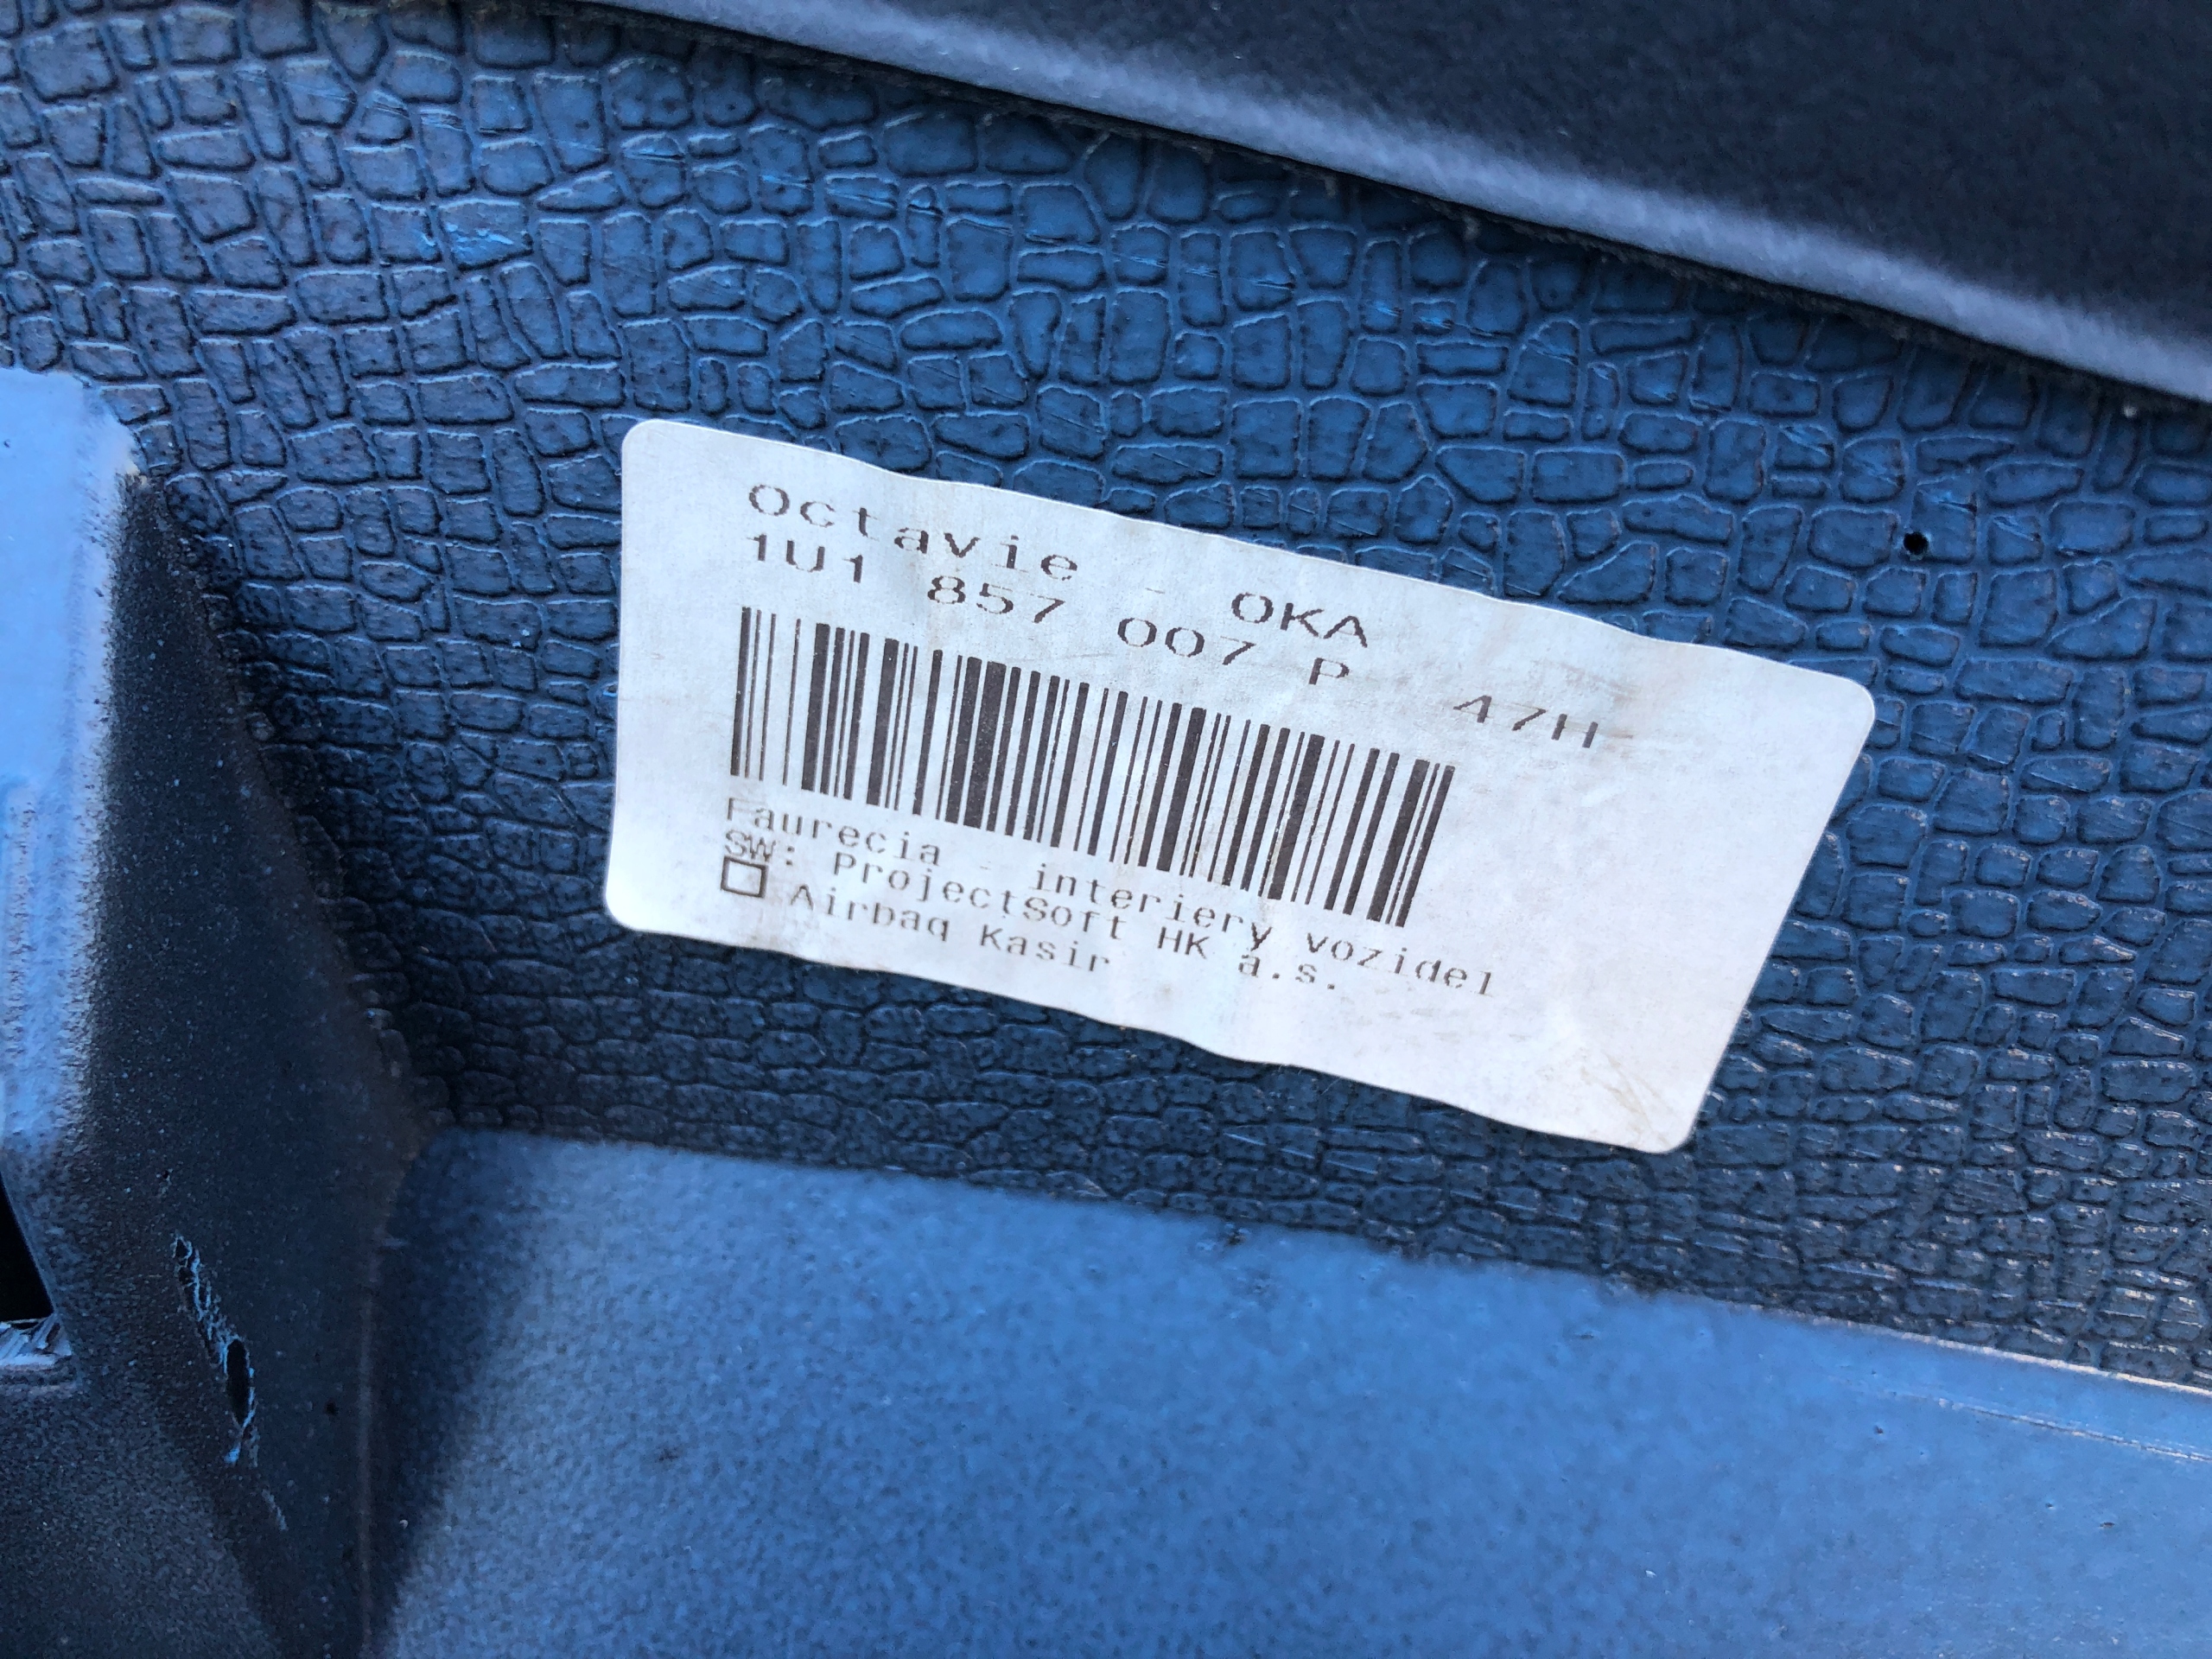 Octavie - OKA
1U1 857 007 P 47H
Faurecia - interiery vozidel
SW: ProjectSoft HK a.s.
Airbag Kasir